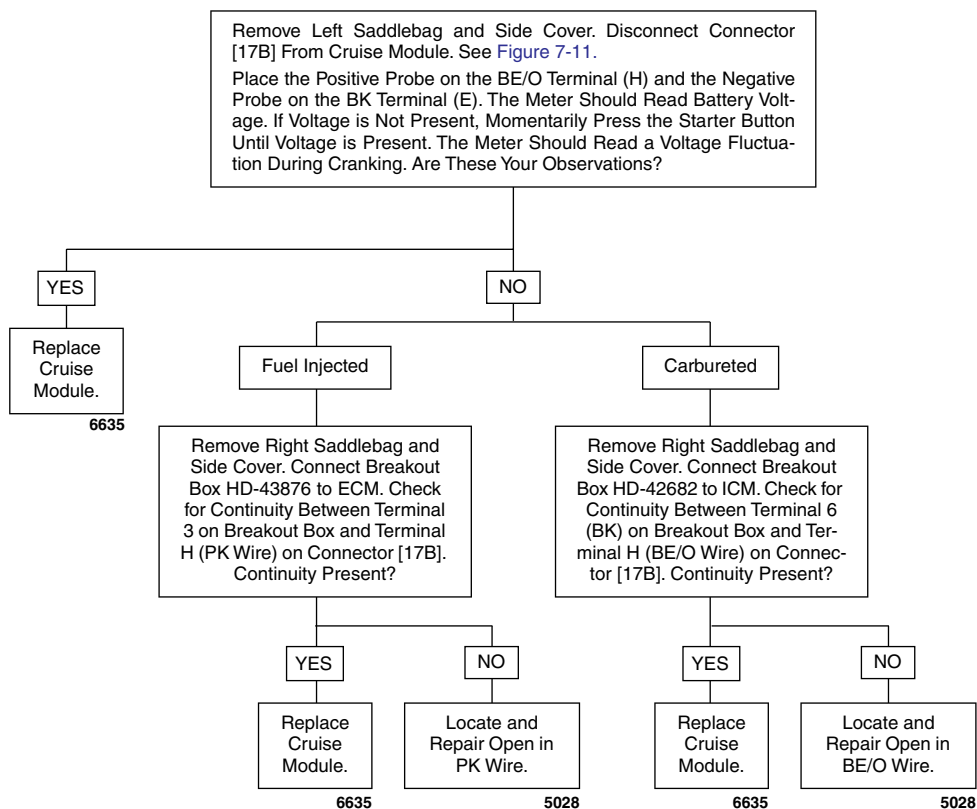 Remove Left Saddlebag and Side Cover. Disconnect Connector
[17B] From Cruise Module. See Figure 7-11.
Place the Positive Probe on the BE/O Terminal (H) and the Negative
Probe on the BK Terminal (E). The Meter Should Read Battery Volt-
age. If Voltage is Not Present, Momentarily Press the Starter Button
Until Voltage is Present. The Meter Should Read a Voltage Fluctua-
tion During Cranking. Are These Your Observations?
YES
NO
Replace
Cruise
Module.
6635
Fuel Injected
Carbureted
Remove Right Saddlebag and
Side Cover. Connect Breakout
Box HD-43876 to ECM. Check
for Continuity Between Terminal
3 on Breakout Box and Terminal
H (PK Wire) on Connector [17B].
Continuity Present?
Remove Right Saddlebag and
Side Cover. Connect Breakout
Box HD-42682 to ICM. Check for
Continuity Between Terminal 6
(BK) on Breakout Box and Ter-
minal H (BE/O Wire) on Connec-
tor [17B]. Continuity Present?
YES
NO
YES
NO
Replace
Cruise
Module.
6635
Locate and
Repair Open in
PK Wire.
5028
Replace
Cruise
Module.
6635
Locate and
Repair Open in
BE/O Wire.
5028